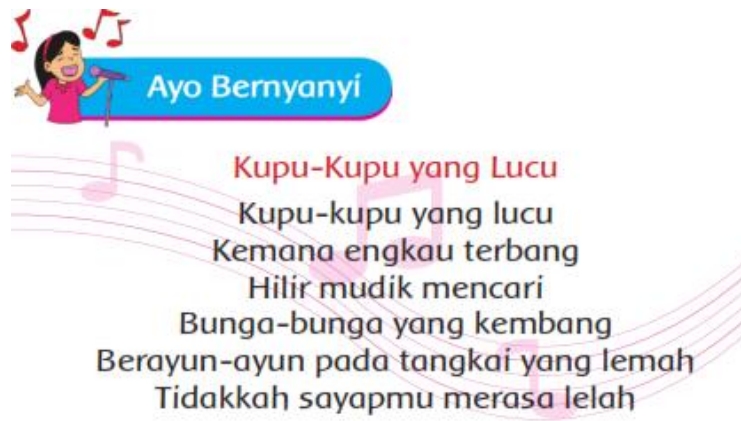 Ayo Bernyanyi
Kupu-Kupu yang Lucu
Kupu-kupu yang lucu
Kemana engkau terbang
Hilir mudik mencari
Bunga-bunga yang kembang
Berayun-ayun pada tangkai yang lemah
Tidakkah sayapmu merasa lelah